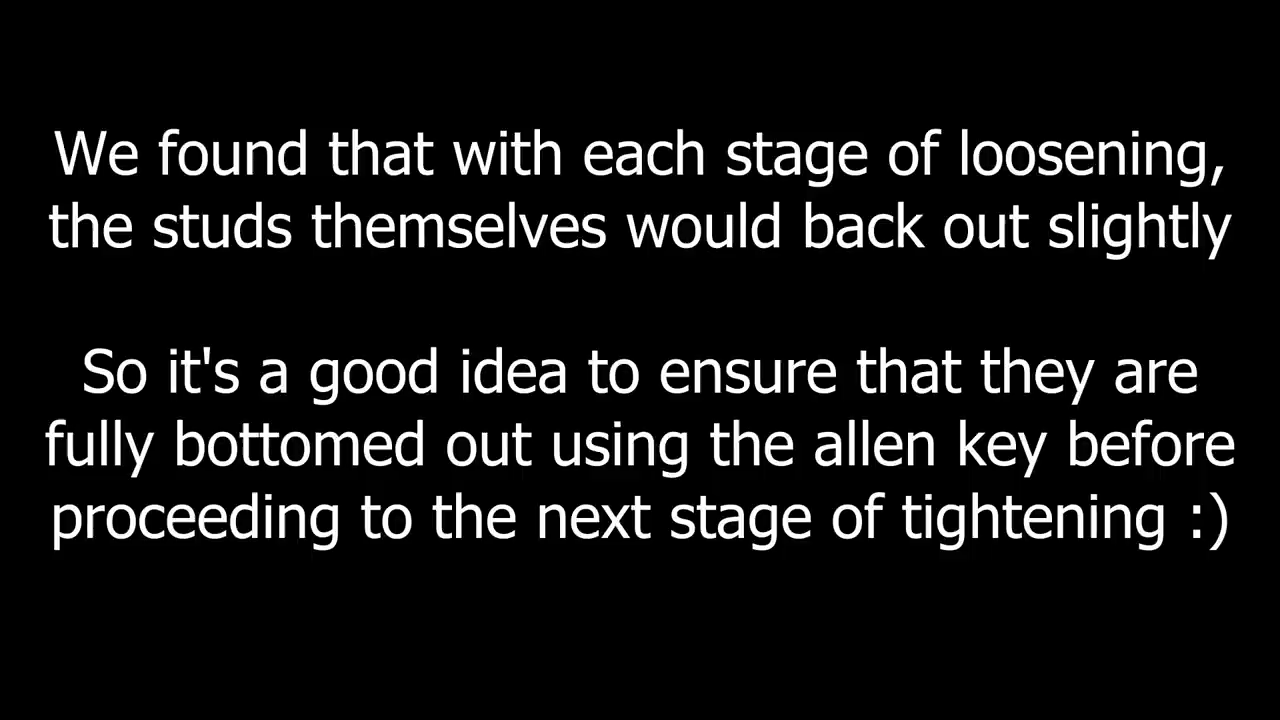 We found that with each stage of loosening,
the studs themselves would back out slightly
So it's a good idea to ensure that they are
fully bottomed out using the allen key before
proceeding to the next stage of tightening :)